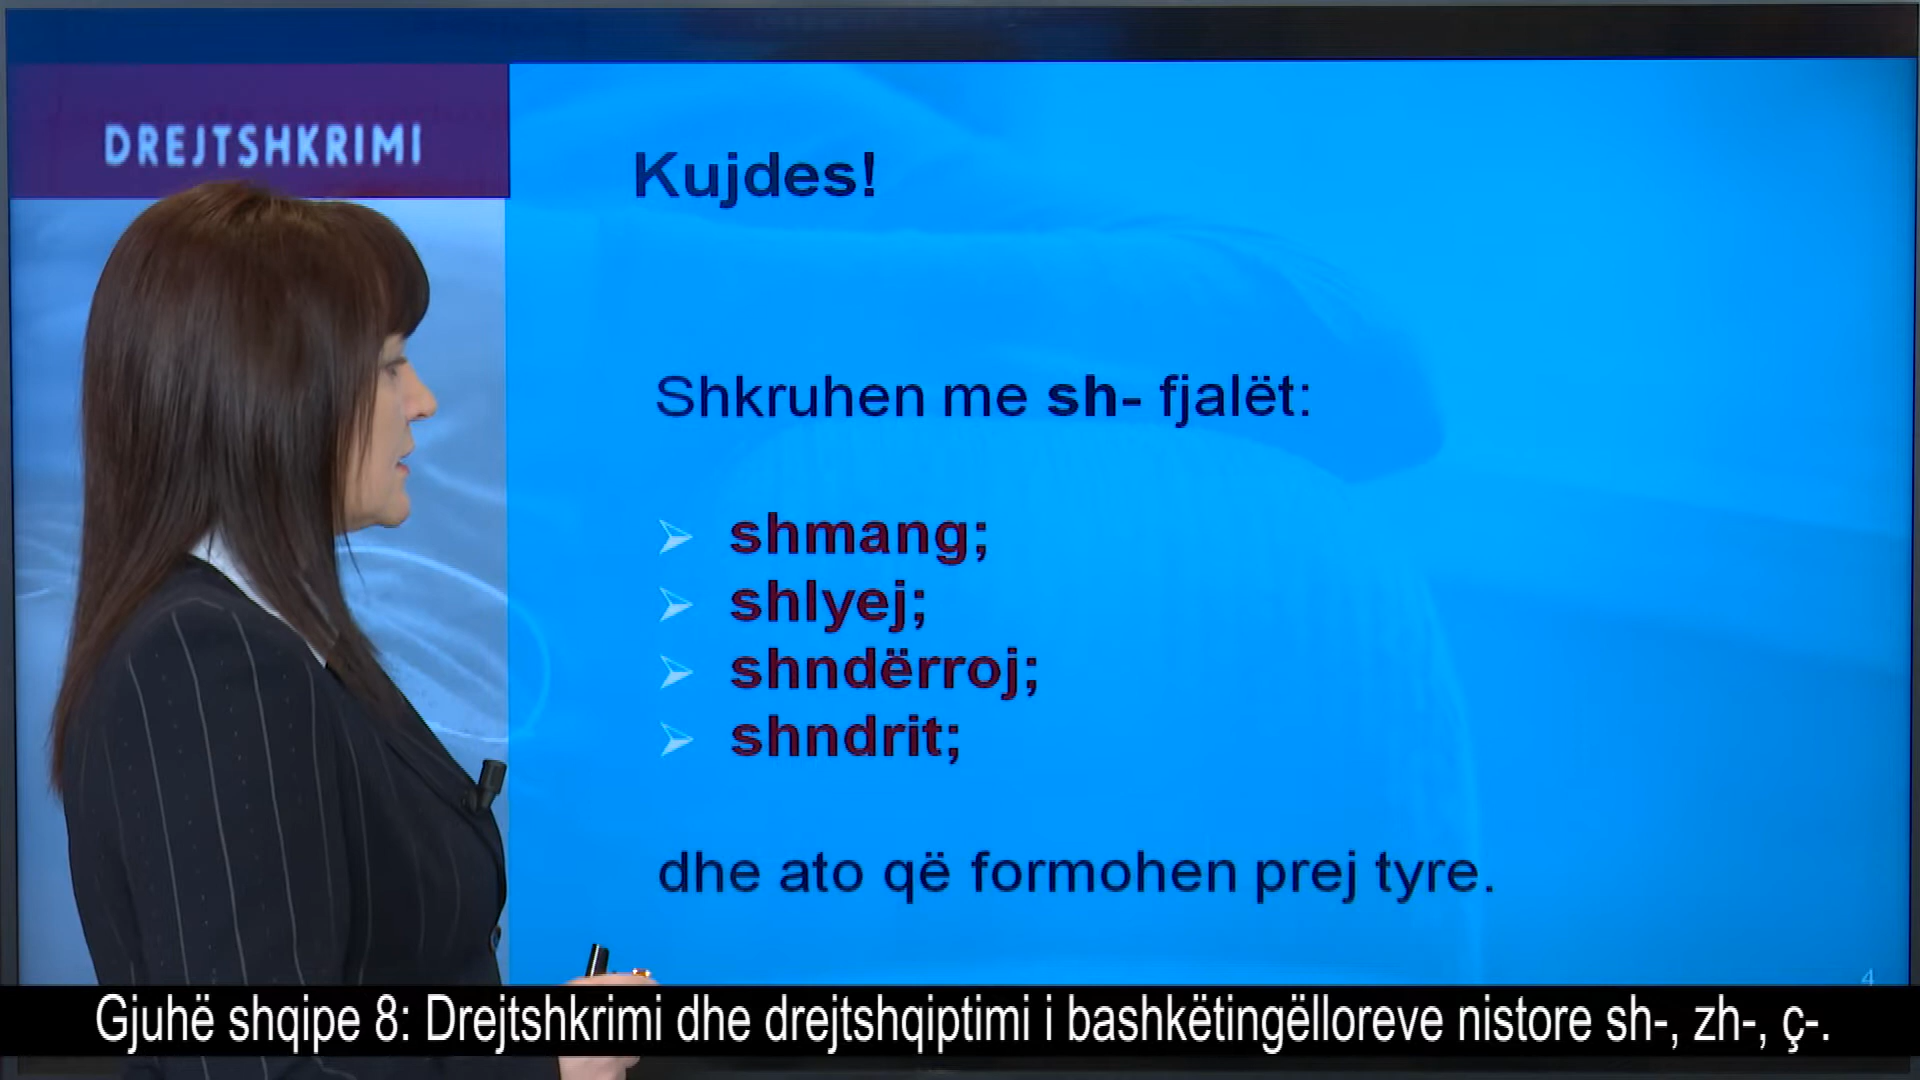 DREJTSHKRIMI
Kujdes!
Shkruhen me sh- fjalët:
shmang;
shlyej;
shndërroj;
shndrit;
dhe ato që formohen prej tyre.
4
Gjuhë shqipe 8: Drejtshkrimi dhe drejtshqiptimi i bashkëtingëlloreve nistore sh-, zh-, ç-.